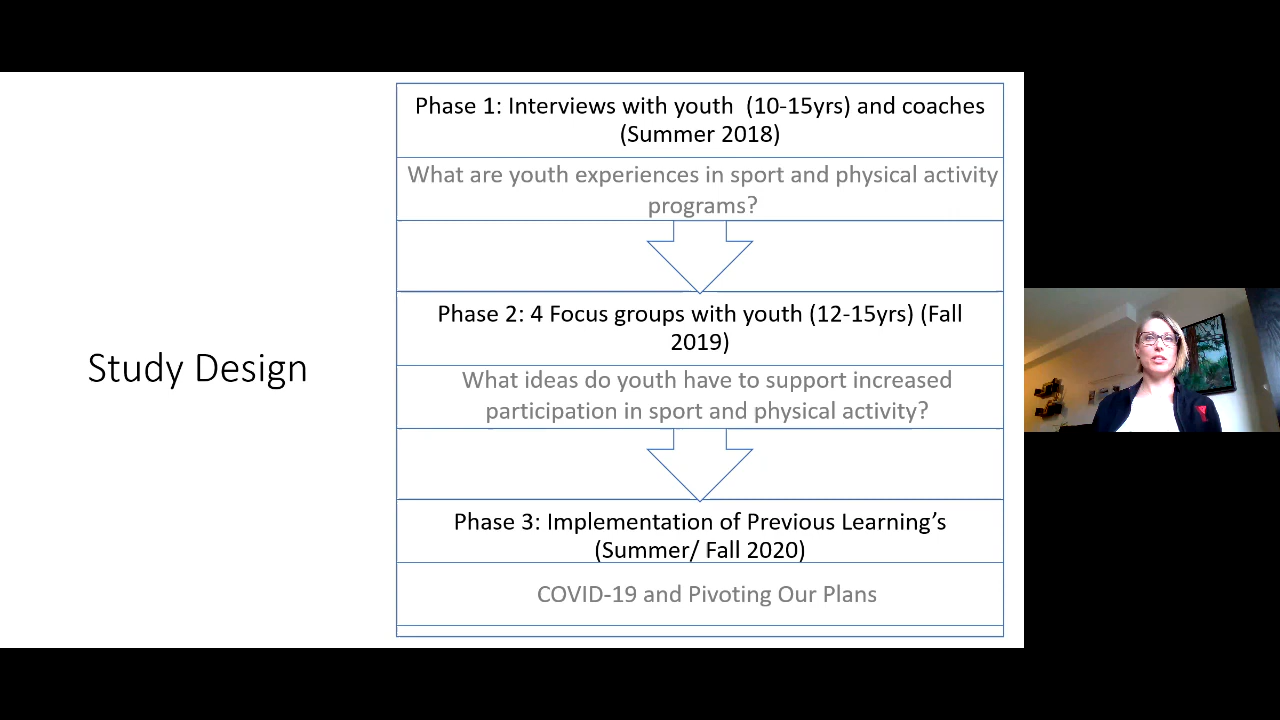 Study Design
Phase 1: Interviews with youth  (10-15yrs) and coaches
(Summer 2018)
What are youth experiences in sport and physical activity
programs?
Phase 2: 4 Focus groups with youth (12-15yrs) (Fall
2019)
What ideas do youth have to support increased
participation in sport and physical activity?
Phase 3: Implementation of Previous Learning’s
(Summer/ Fall 2020)
COVID-19 and Pivoting Our Plans